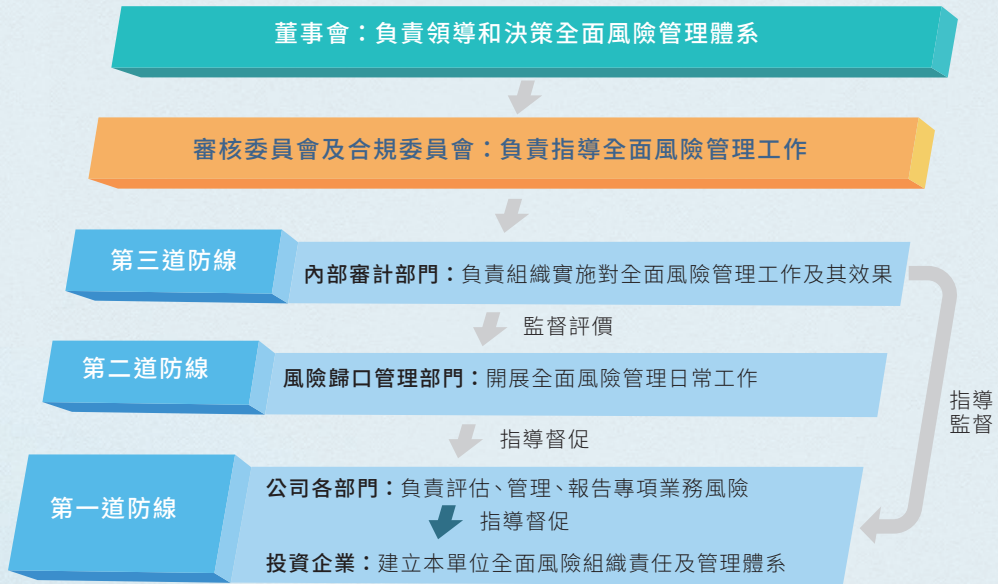 董事會：負責領導和決策全面風險管理體系
審核委員會及合規委員會：負責指導全面風險管理工作
第三道防線
內部審計部門：負責組織實施對全面風險管理工作及其效果
監督評價
第二道防線
風險歸口管理部門：開展全面風險管理日常工作
指導
監督
指導督促
第一道防線
公司各部門：負責評估、管理、報告專項業務風險
指導督促
投資企業：建立本單位全面風險組織責任及管理體系